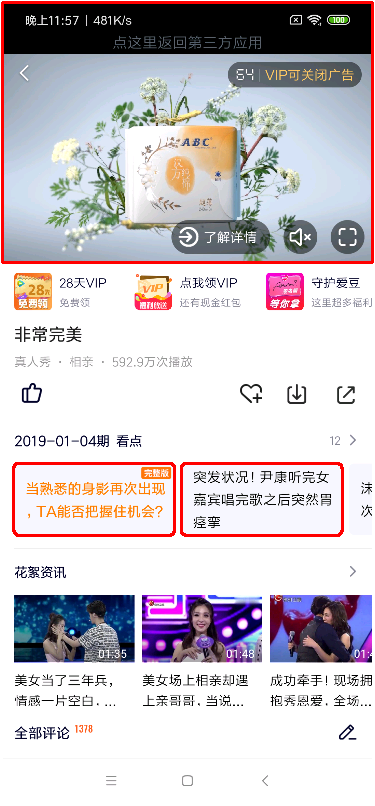 晚上11:57 | 481K/s 100
点这里返回第三方应用
64 | VIP可关闭广告
ABC
了解详情
28天 28天VIP 点我领VIP 守护爱豆
免费领 免费领 VIP 福利放送 还有现金红包 等你拿 这里超多福利
非常完美
真人秀 · 相亲 · 592.9万次播放
2019-01-04期 看点 12
完整版
当熟悉的身影再次出现
，TA能否把握住机会？
突发状况！尹康听完女
嘉宾唱完歌之后突然胃
痉挛
沫
次
花絮资讯
01:35 01:48
美女当了三年兵，
情感一片空白，...
美女场上相亲却遇
上亲哥哥，当说...
成功牵手！现场拥
抱秀恩爱，全场...
全部评论 1378